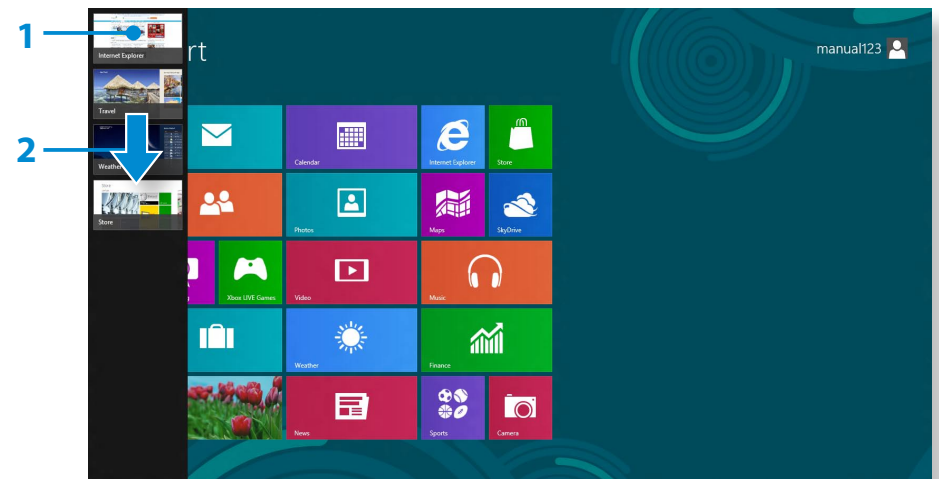 1
Internet Explorer
rt
manual123
Travel
2
Weather
Store
Store
Calendar
Internet Explorer
Store
Photos
Maps
SkyDrive
g
Xbox LIVE Games
Video
Music
Weather
Finance
News
Sports
Camera